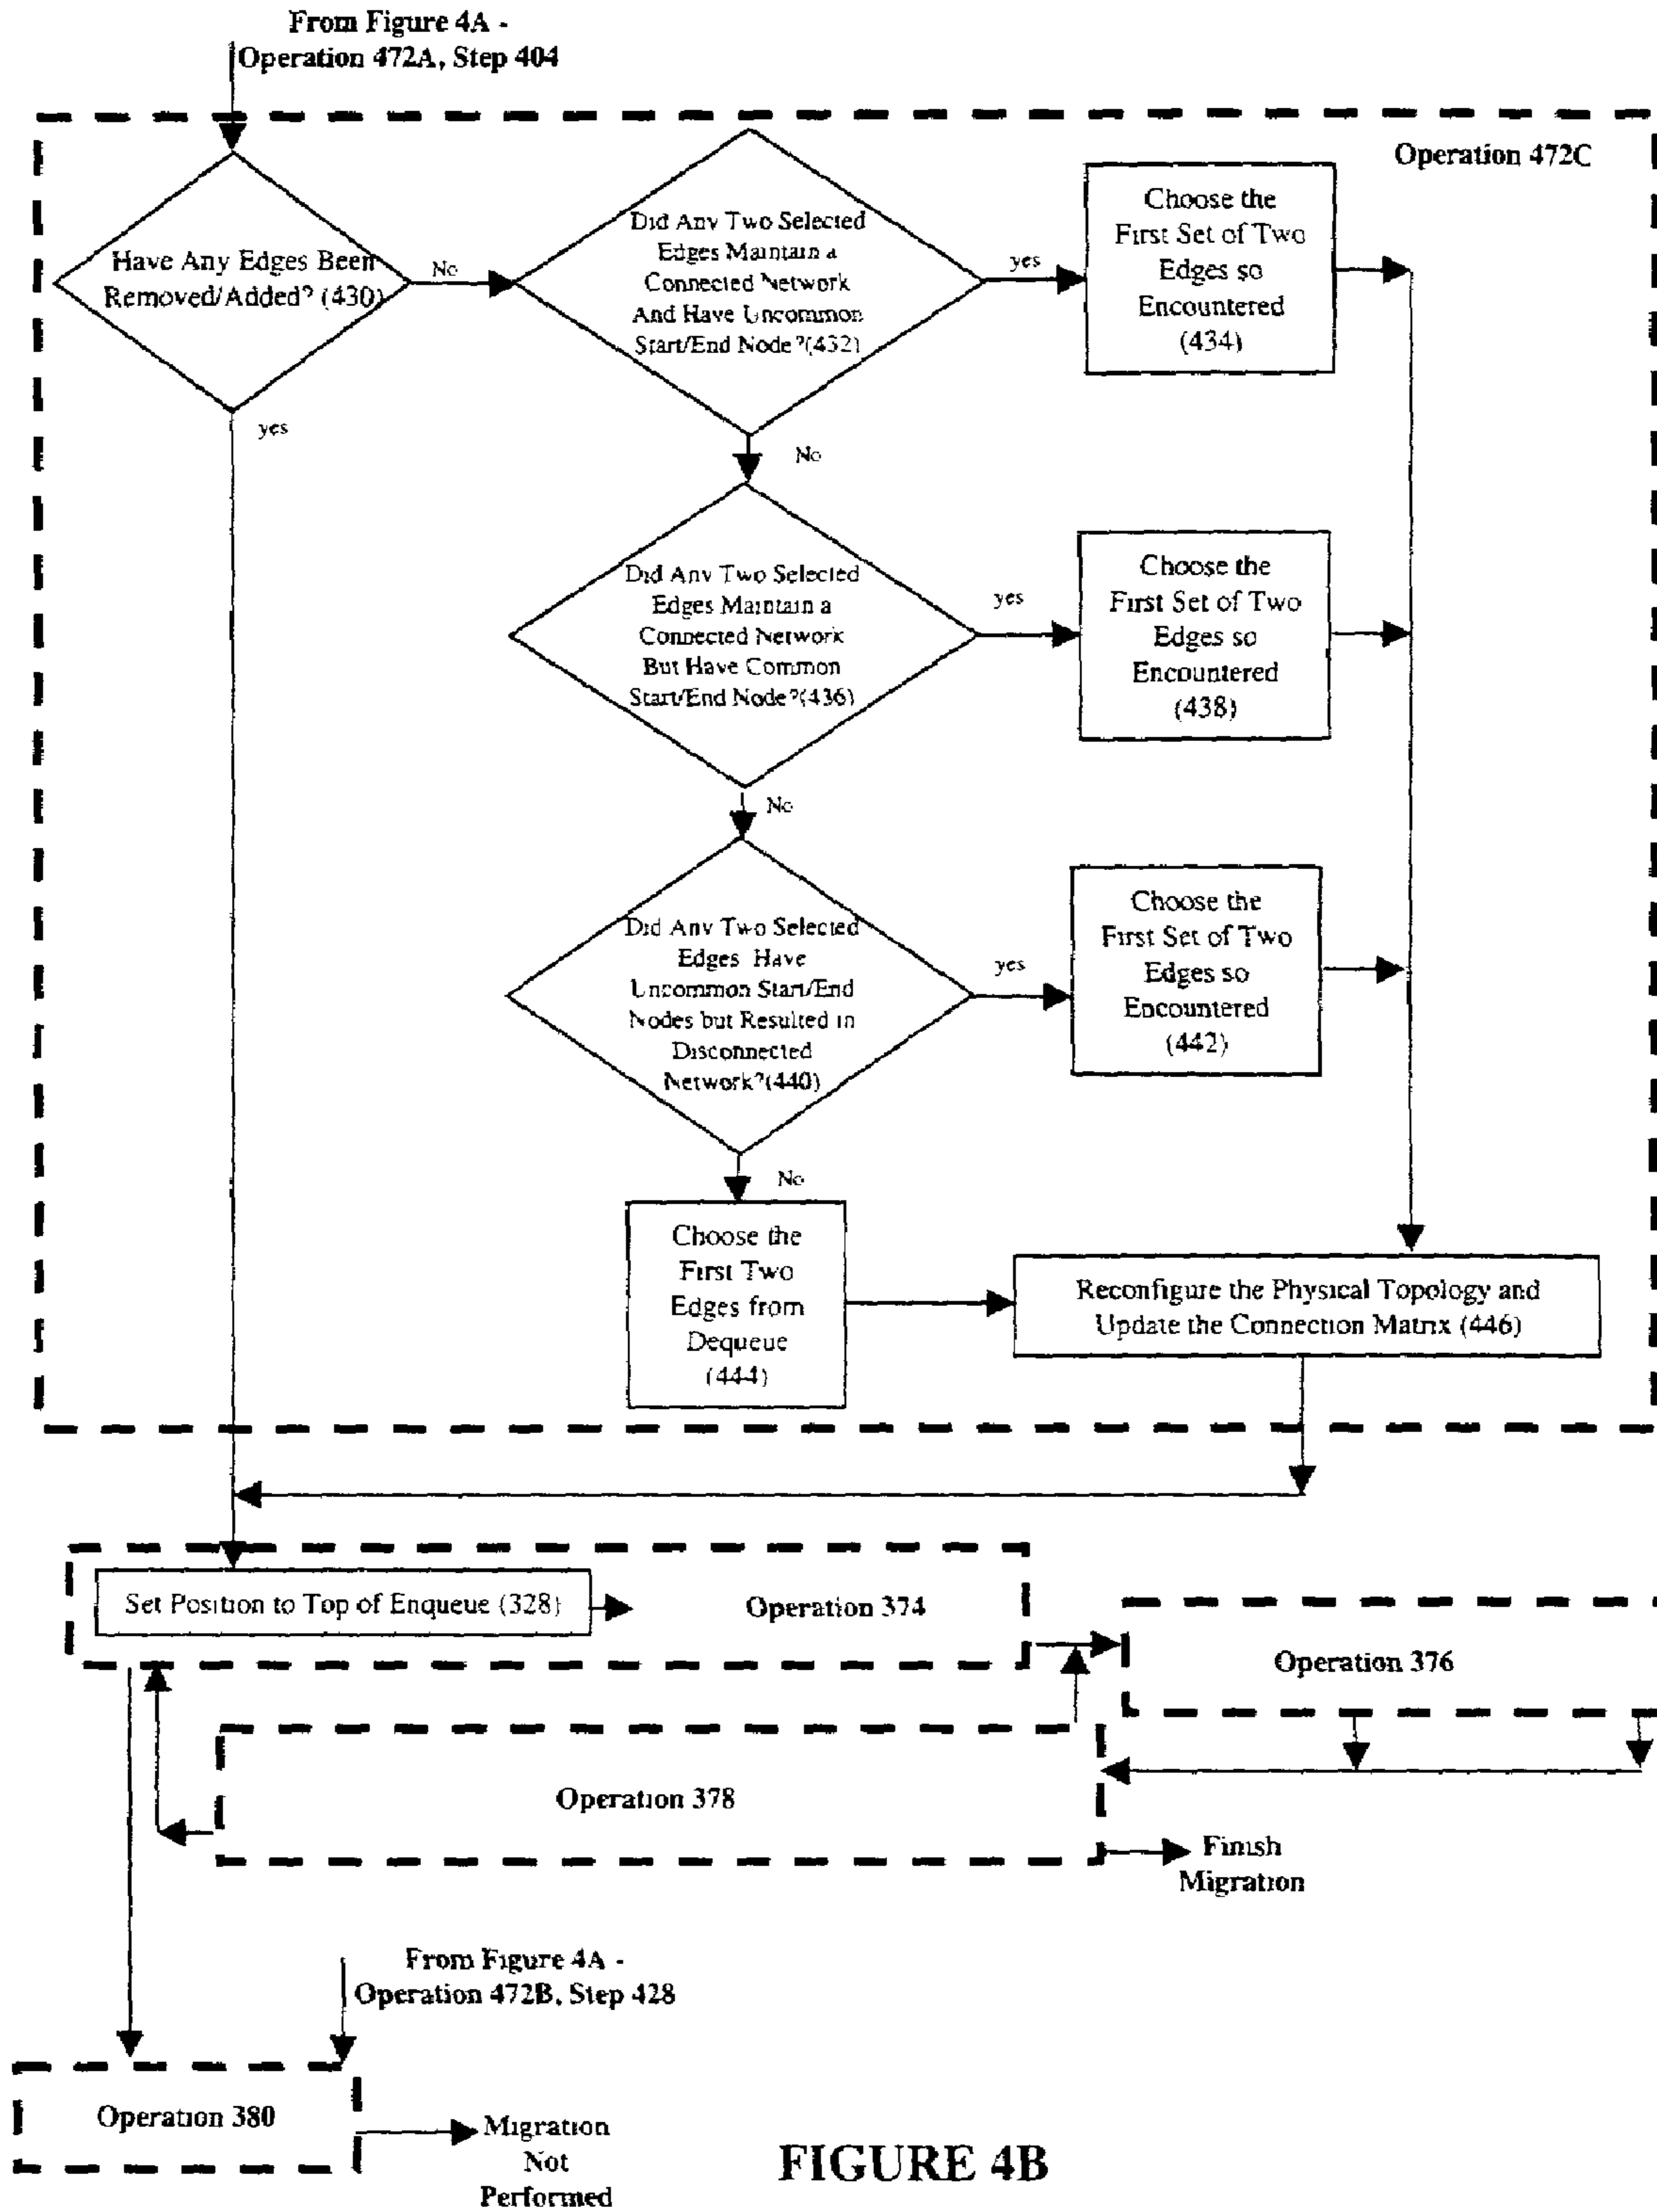 From Figure 4A -
Operation 472A, Step 404
Operation 472C
Have Any Edges Been
Removed/Added? (430)
No
yes
Did Any Two Selected
Edges Maintain a
Connected Network
And Have Uncommon
Start/End Node?(432)
yes
No
Choose the
First Set of Two
Edges so
Encountered
(434)
Did Any Two Selected
Edges Maintain a
Connected Network
But Have Common
Start/End Node?(436)
yes
No
Choose the
First Set of Two
Edges so
Encountered
(438)
Did Any Two Selected
Edges Have
Uncommon Start/End
Nodes but Resulted in
Disconnected
Network?(440)
yes
No
Choose the
First Set of Two
Edges so
Encountered
(442)
Choose the
First Two
Edges from
Dequeue
(444)
Reconfigure the Physical Topology and
Update the Connection Matrix (446)
Set Position to Top of Enqueue (328)
Operation 374
Operation 376
Operation 378
Finish
Migration
From Figure 4A -
Operation 472B, Step 428
Operation 380
Migration
Not
Performed
FIGURE 4B